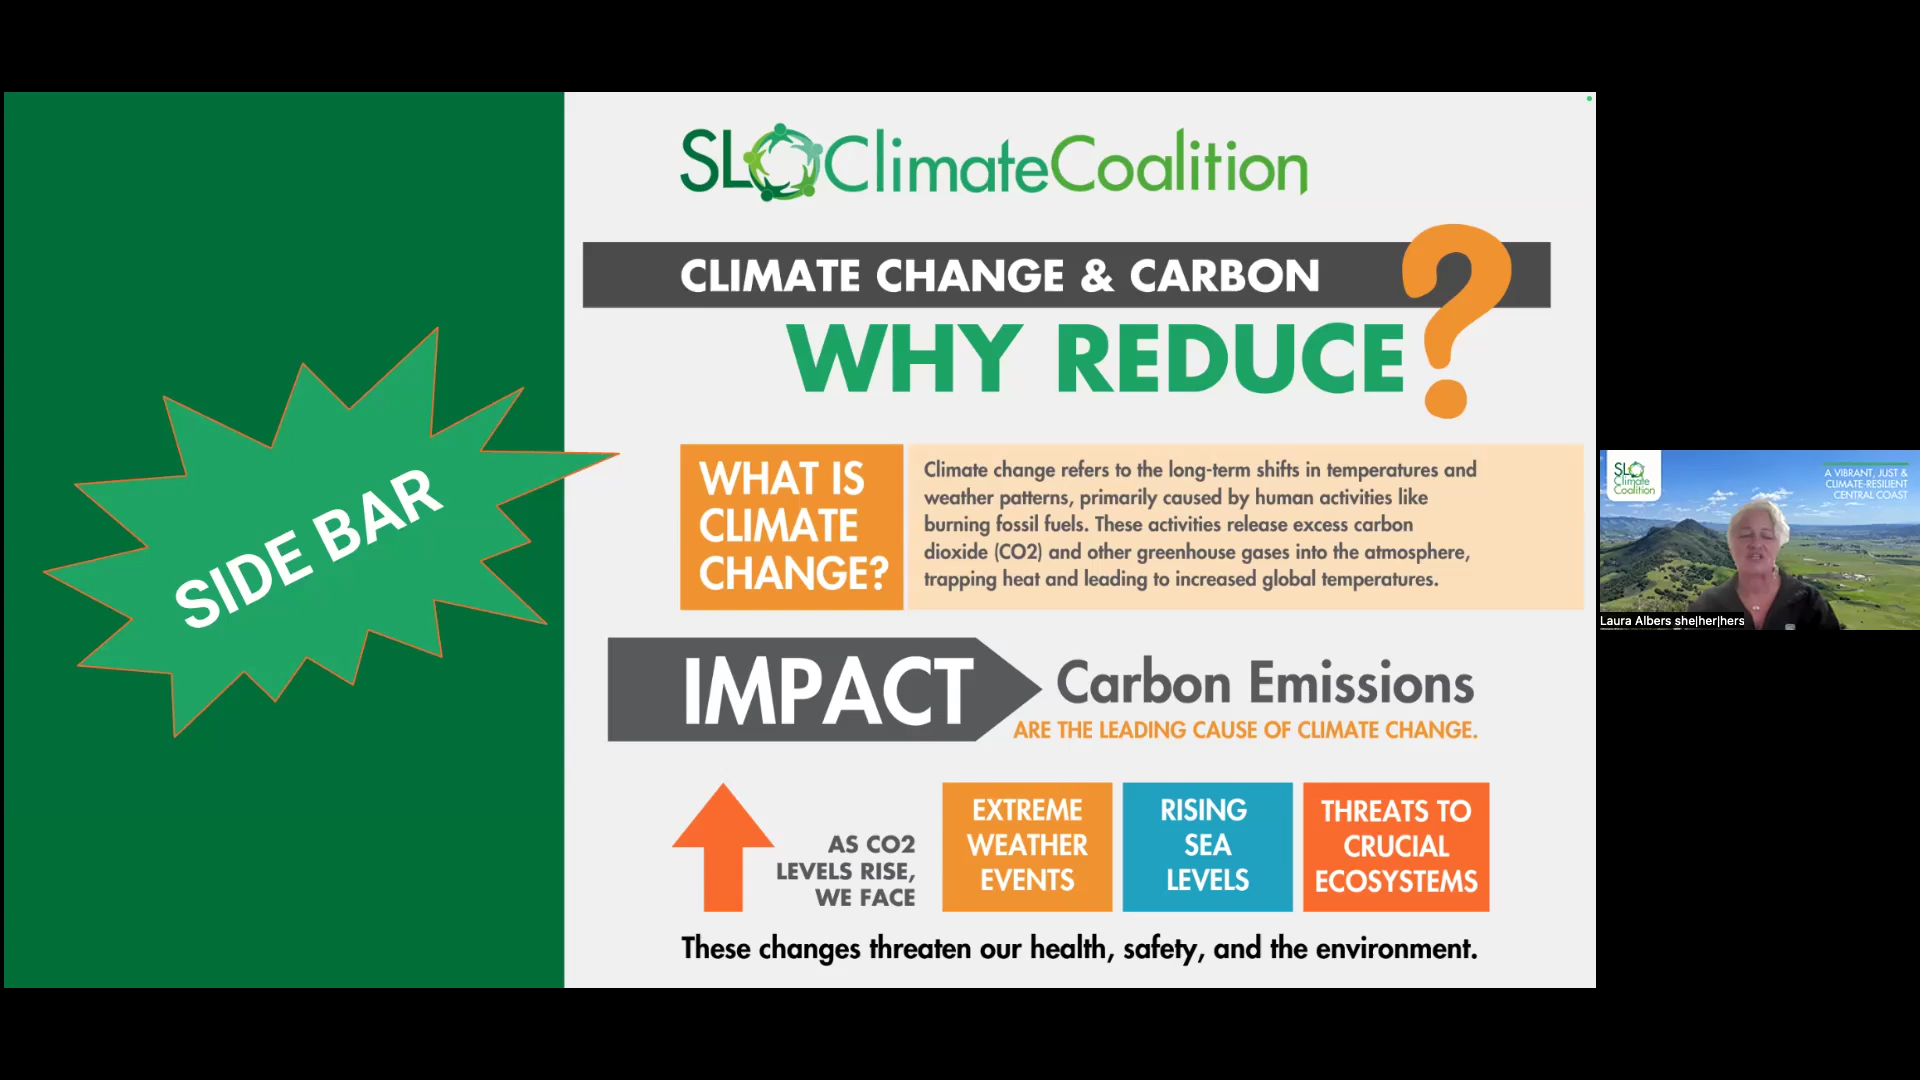 SLOClimateCoalition
CLIMATE CHANGE & CARBON
WHY REDUCE?
SIDE BAR
WHAT IS
CLIMATE
CHANGE?
Climate change refers to the long-term shifts in temperatures and
weather patterns, primarily caused by human activities like
burning fossil fuels. These activities release excess carbon
dioxide (CO2) and other greenhouse gases into the atmosphere,
trapping heat and leading to increased global temperatures.
IMPACT
Carbon Emissions
ARE THE LEADING CAUSE OF CLIMATE CHANGE.
AS CO2
LEVELS RISE,
WE FACE
EXTREME
WEATHER
EVENTS
RISING
SEA
LEVELS
THREATS TO
CRUCIAL
ECOSYSTEMS
These changes threaten our health, safety, and the environment.
SLO
Climate
Coalition
A VIBRANT, JUST &
CLIMATE-RESILIENT
CENTRAL COAST
Laura Albers she|her|hers